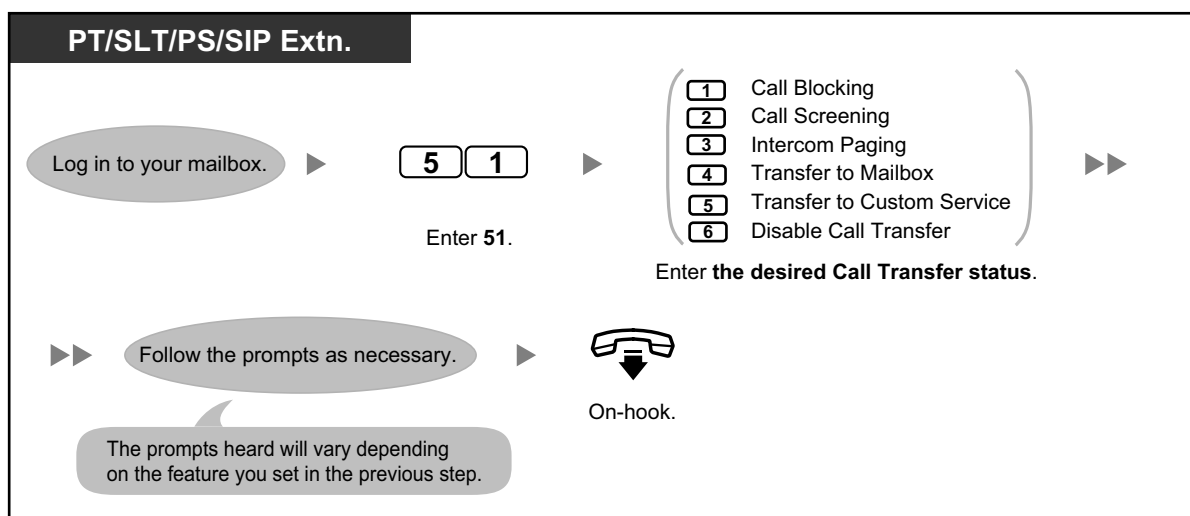 PT/SLT/PS/SIP Extn.
Log in to your mailbox.
5 1
Enter 51.
1 Call Blocking
2 Call Screening
3 Intercom Paging
4 Transfer to Mailbox
5 Transfer to Custom Service
6 Disable Call Transfer
Enter the desired Call Transfer status.
Follow the prompts as necessary.
The prompts heard will vary depending
on the feature you set in the previous step.
On-hook.